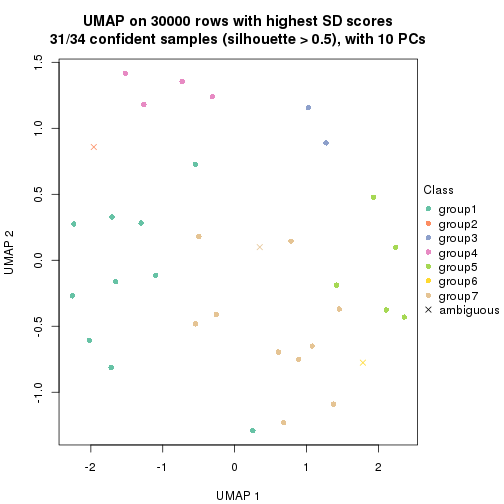 UMAP on 30000 rows with highest SD scores
31/34 confident samples (silhouette > 0.5), with 10 PCs
1.5
1.0
0.5
0.0
-0.5
-1.0
UMAP 2
-2
-1
0
1
2
UMAP 1
Class
group1
group2
group3
group4
group5
group6
group7
ambiguous